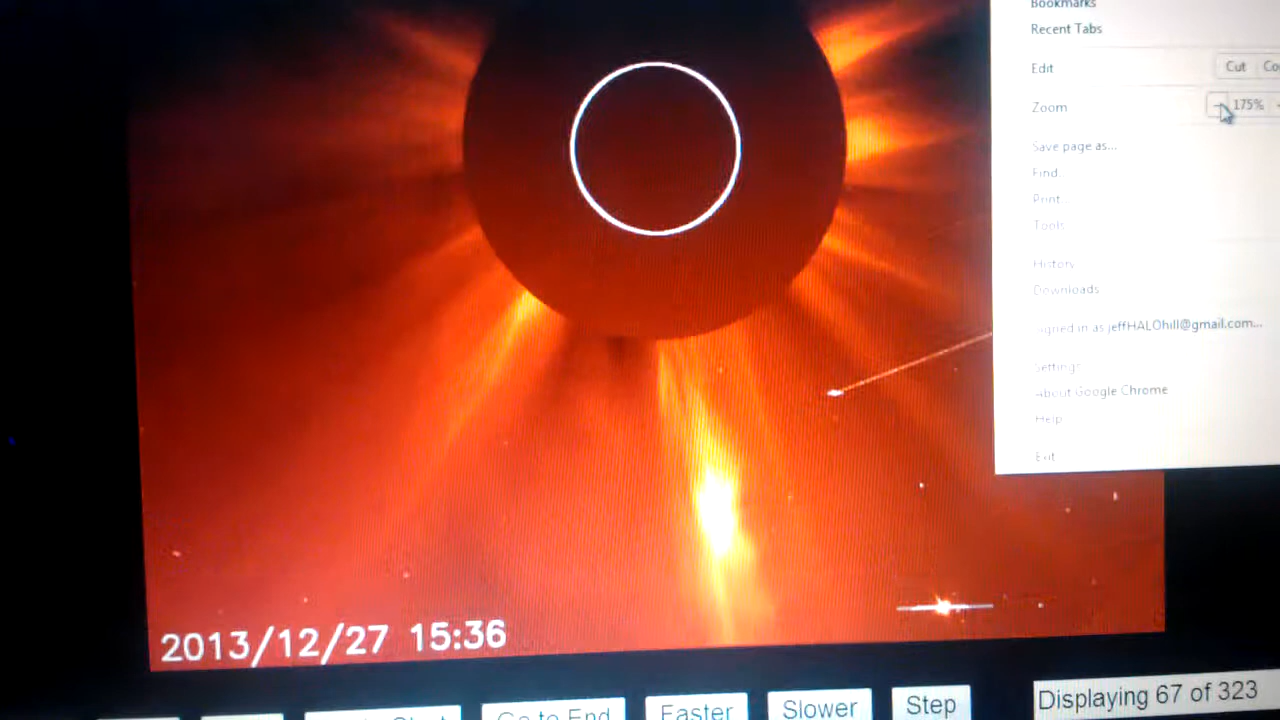 Bookmarks
Recent Tabs
Edit Cut
Zoom 175%
Save page as...
Find..
Print...
Tools
History
Downloads
Signed in as jeffHALOhill@gmail.com...
Settings
About Google Chrome
Help
Exit
2013/12/27 15:36
Go to End Faster Slower Step Displaying 67 of 323